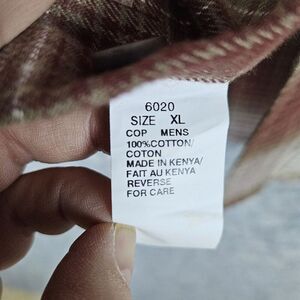 6020
SIZE XL
COP MENS
100%COTTON/
COTON
MADE IN KENYA/
FAIT AU KENYA
REVERSE
FOR CARE